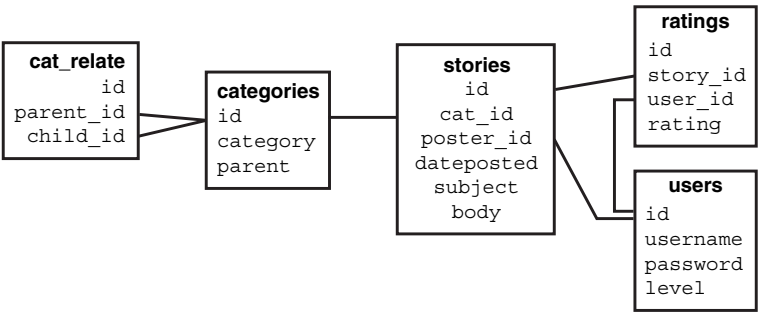 cat_relate
id
parent_id
child_id
categories
id
category
parent
stories
id
cat_id
poster_id
dateposted
subject
body
ratings
id
story_id
user_id
rating
users
id
username
password
level